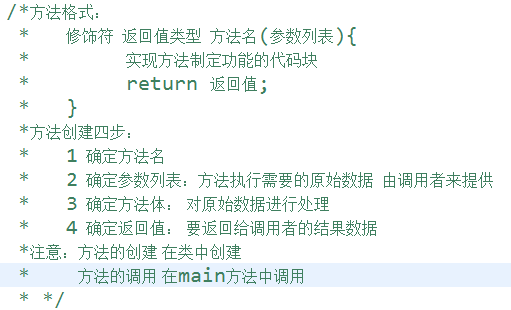 /*方法格式：
*   修饰符 返回值类型 方法名(参数列表){
*        实现方法制定功能的代码块
*        return 返回值;
*   }
*方法创建四步：
*   1 确定方法名
*   2 确定参数列表：方法执行需要的原始数据 由调用者来提供
*   3 确定方法体： 对原始数据进行处理
*   4 确定返回值： 要返回给调用者的结果数据
*注意：方法的创建 在类中创建
*    方法的调用 在main方法中调用
* */